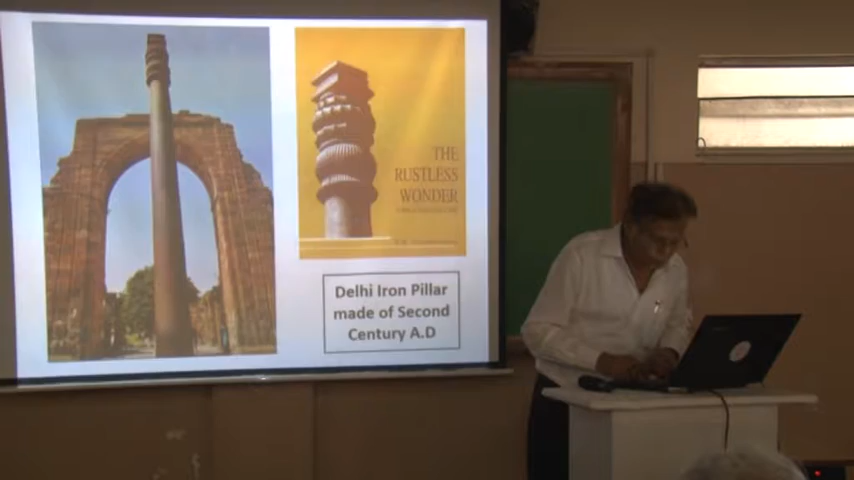 THE
RUSTLESS
WONDER
Delhi Iron Pillar
made of Second
Century A.D